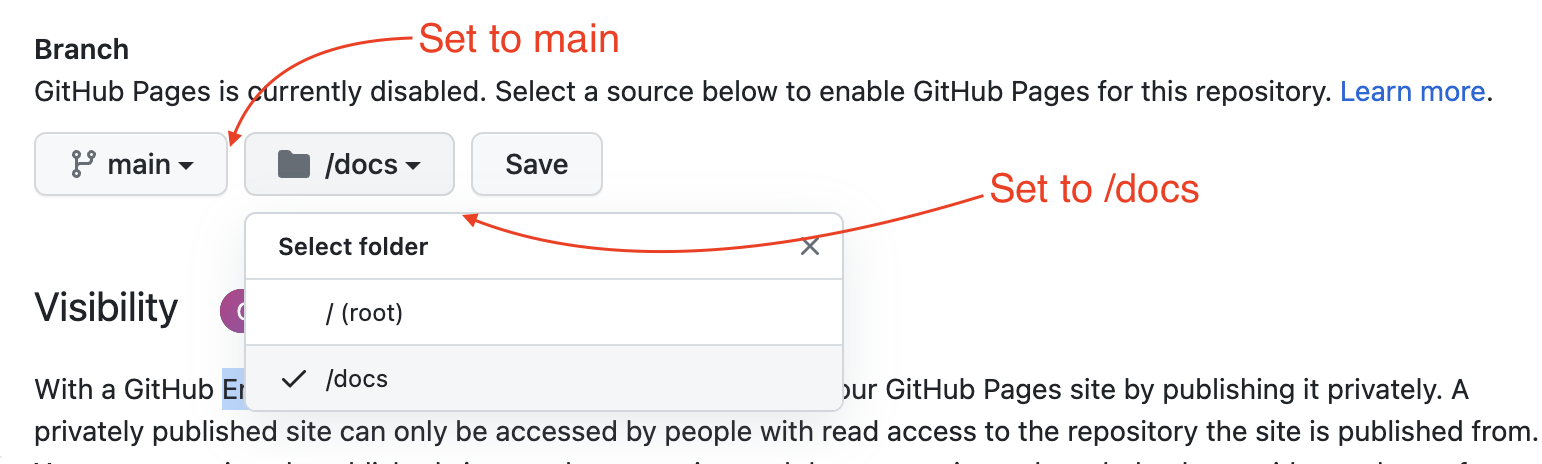 Set to main
Branch
GitHub Pages is currently disabled. Select a source below to enable GitHub Pages for this repository. Learn more.
main /docs Save
Set to /docs
Select folder
Visibility
/ (root)
/docs
With a GitHub our GitHub Pages site by publishing it privately. A
privately published site can only be accessed by people with read access to the repository the site is published from.